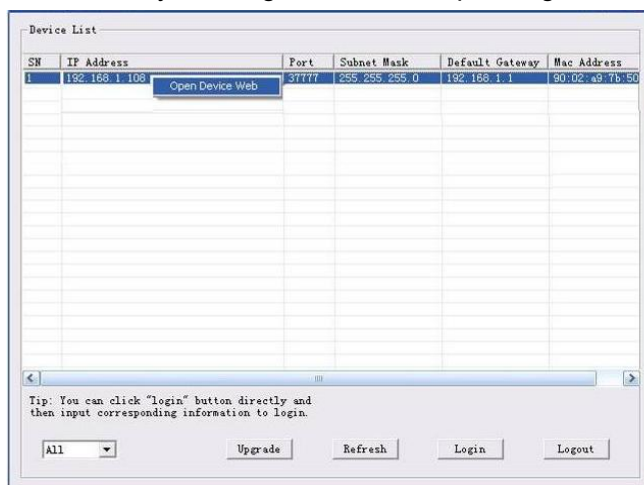 Device List
SN IP Address Port Subnet Mask Default Gateway Mac Address
1 192.168.1.108 37777 255.255.255.0 192.168.1.1 90:02:a9:7b:50
Open Device Web
Tip: You can click "login" button directly and
then input corresponding information to login.
All Upgrade Refresh Login Logout